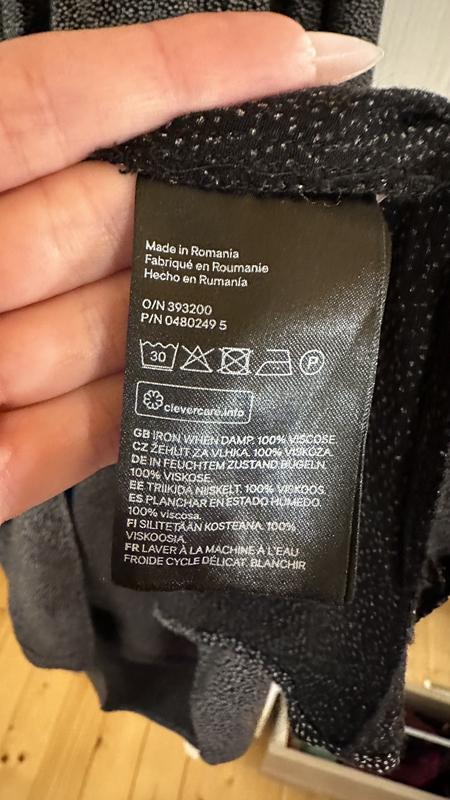 Made in Romania
Fabriqué en Roumanie
Hecho en Rumanía
O/N 393200
P/N 0480249 5
30 P
clevercare.info
GB IRON WHEN DAMP. 100% VISCOSE.
CZ ŽEHLIT ZA VLHKA. 100% VISKÓZA.
DE IN FEUCHTEM ZUSTAND BÜGELN.
100% VISKOSE.
EE TRIIKIDA NIISKELT. 100% VISKOOS.
ES PLANCHAR EN ESTADO HÚMEDO.
100% viscosa.
FI SILITETÄÄN KOSTEANA. 100%
VISKOOSIA.
FR LAVER À LA MACHINE À L'EAU
FROIDE CYCLE DÉLICAT. BLANCHIR